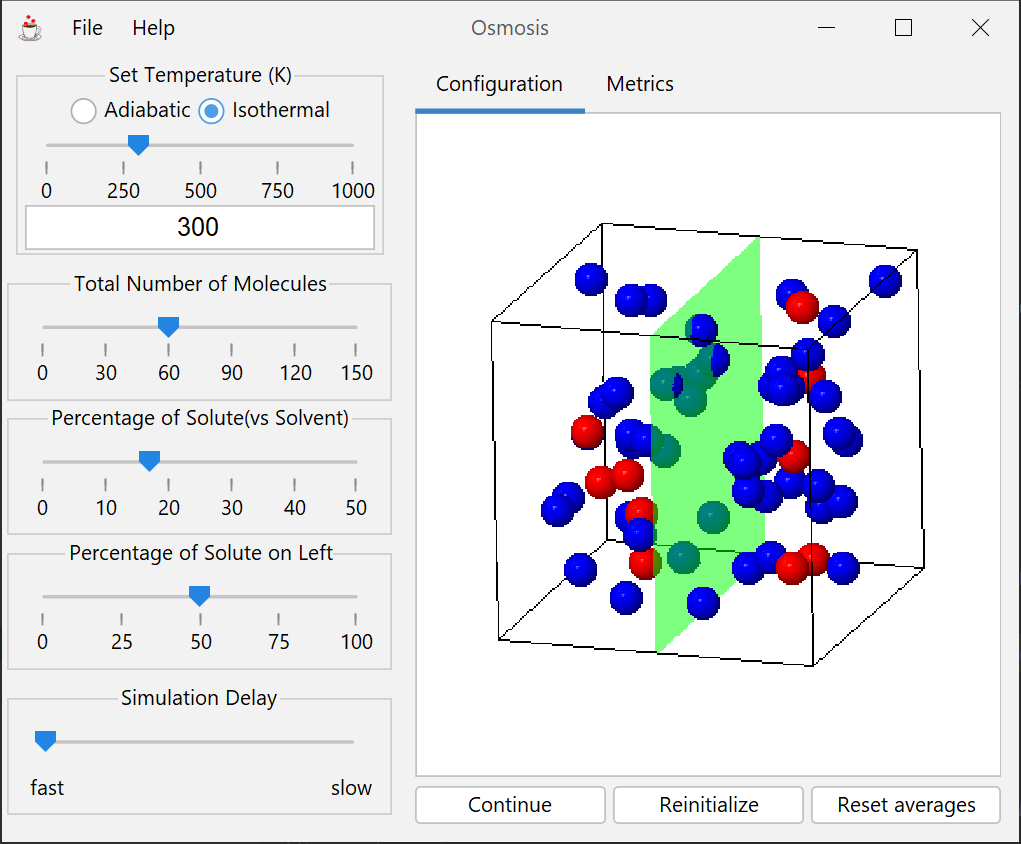 File Help Osmosis
Set Temperature (K)
Adiabatic Isothermal
0 250 500 750 1000
300
Total Number of Molecules
0 30 60 90 120 150
Percentage of Solute(vs Solvent)
0 10 20 30 40 50
Percentage of Solute on Left
0 25 50 75 100
Simulation Delay
fast slow
Configuration Metrics
Continue Reinitialize Reset averages